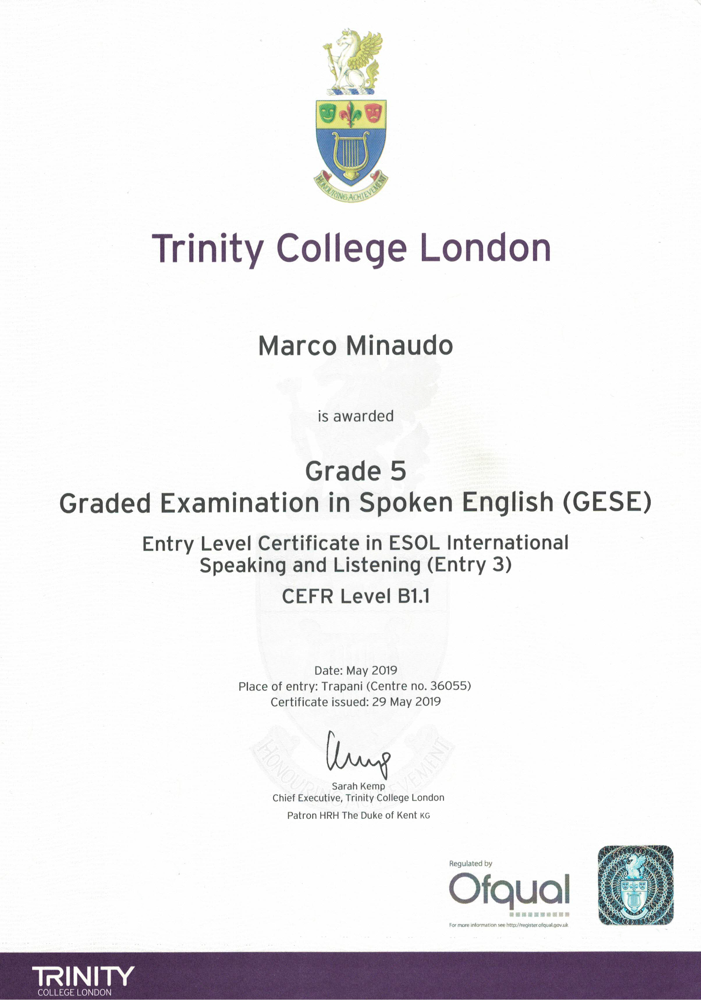 HONOURING ACHIEVEMENT
Trinity College London
Marco Minaudo
is awarded
Grade 5
Graded Examination in Spoken English (GESE)
Entry Level Certificate in ESOL International
Speaking and Listening (Entry 3)
CEFR Level B1.1
Date: May 2019
Place of entry: Trapani (Centre no. 36055)
Certificate issued: 29 May 2019
HONOURING ACHIEVEMENT
Sarah Kemp
Chief Executive, Trinity College London
Patron HRH The Duke of Kent KG
Regulated by
Ofqual
For more information see http://register.ofqual.gov.uk
TRINITY
COLLEGE LONDON